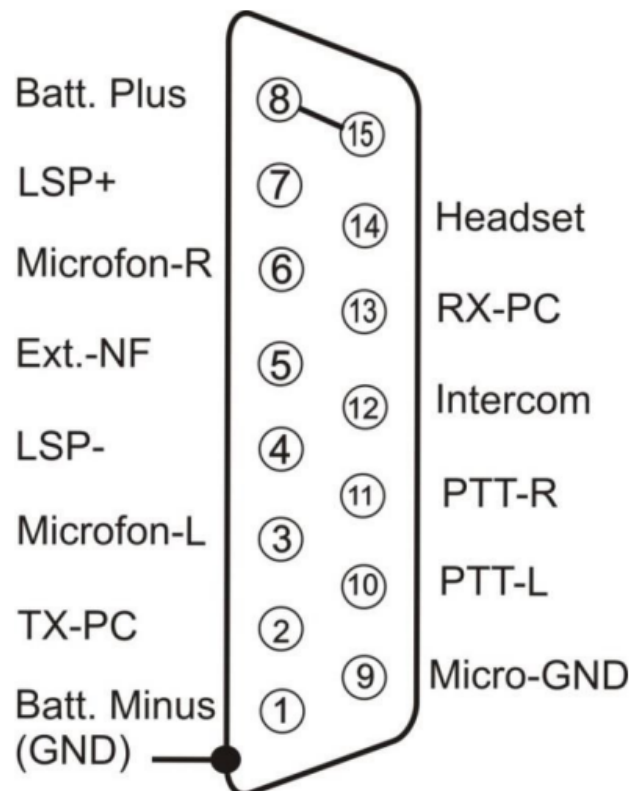 Batt. Plus
8
15
LSP+
7
14
Headset
Microfon-R
6
13
RX-PC
Ext.-NF
5
12
Intercom
LSP-
4
11
PTT-R
Microfon-L
3
10
PTT-L
TX-PC
2
9
Micro-GND
Batt. Minus
(GND)
1